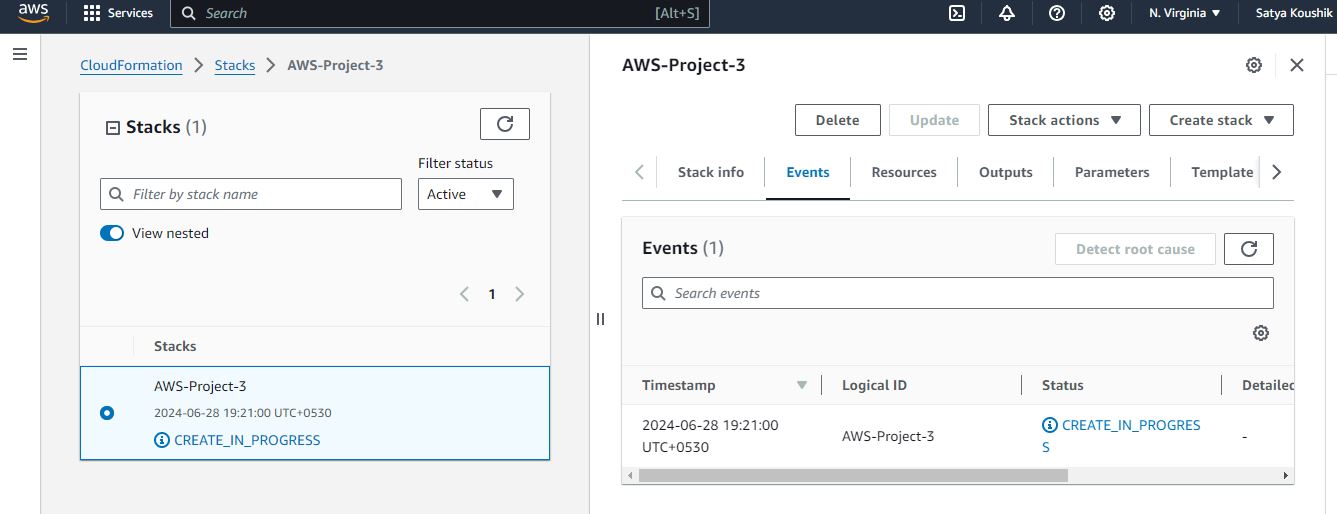 aws
Services
Search
[Alt+S]
N. Virginia
Satya Koushik
CloudFormation
Stacks
AWS-Project-3
Stacks (1)
Filter status
Filter by stack name
Active
View nested
1
Stacks
AWS-Project-3
2024-06-28 19:21:00 UTC+0530
CREATE_IN_PROGRESS
AWS-Project-3
Delete
Update
Stack actions
Create stack
Stack info
Events
Resources
Outputs
Parameters
Template
Events (1)
Detect root cause
Search events
Timestamp
Logical ID
Status
Detailed
2024-06-28 19:21:00
UTC+0530
AWS-Project-3
CREATE_IN_PROGRES
S
-